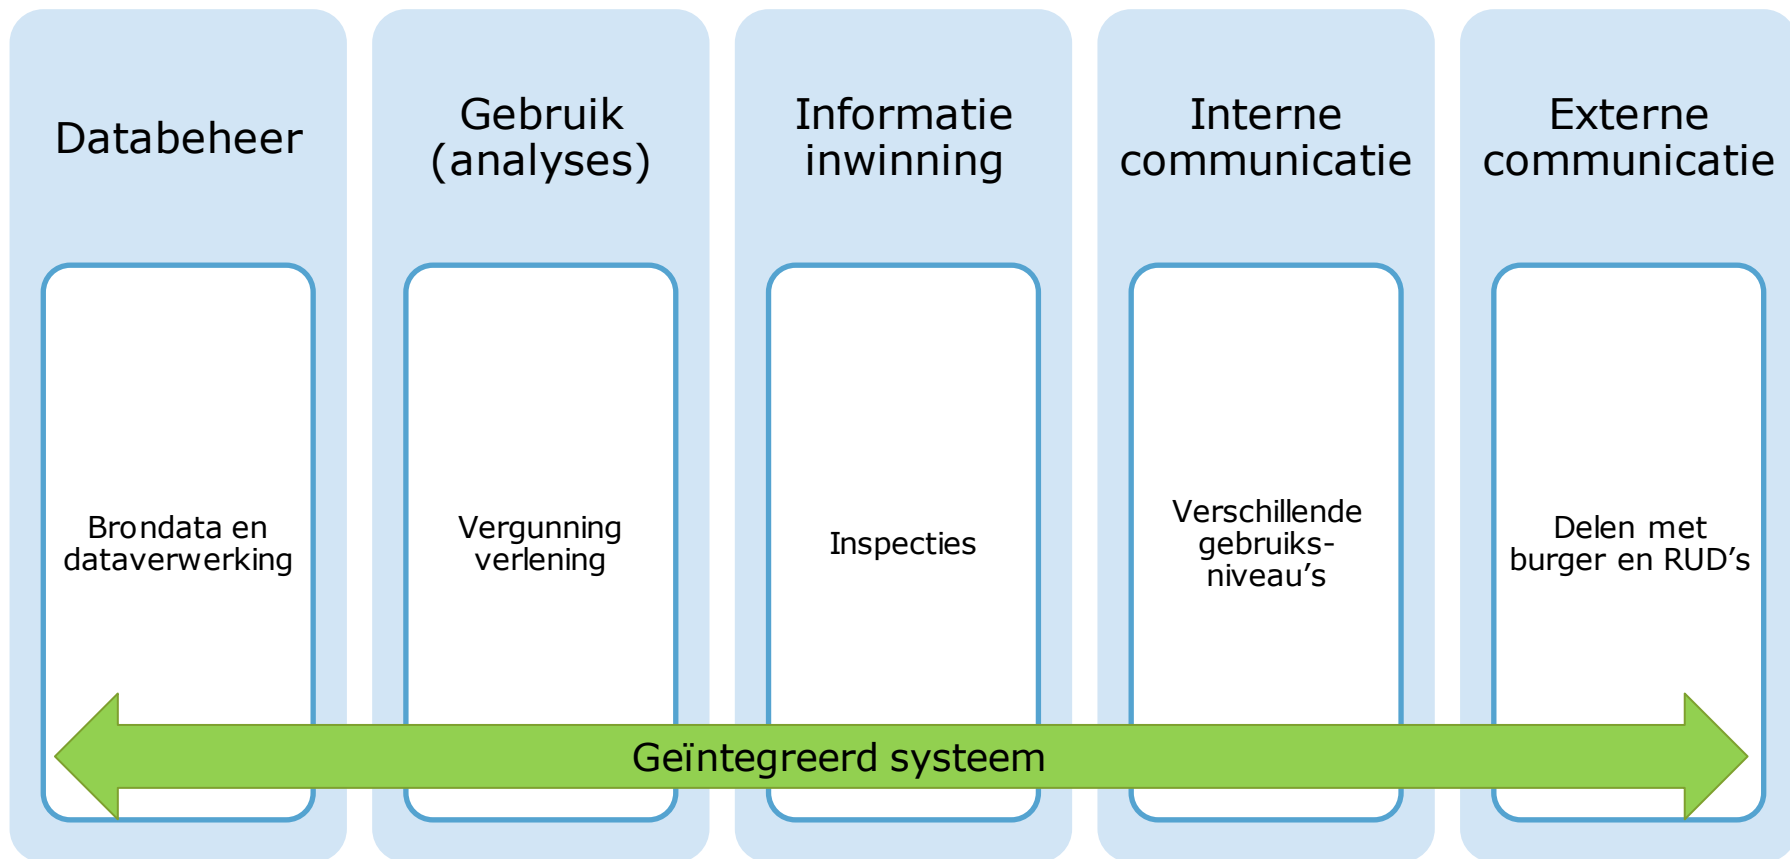 Databeheer
Gebruik
(analyses)
Informatie
inwinning
Interne
communicatie
Externe
communicatie
Brondata en
dataverwerking
Vergunning
verlening
Inspecties
Verschillende
gebruiks-
niveau’s
Delen met
burger en RUD’s
Geïntegreerd systeem